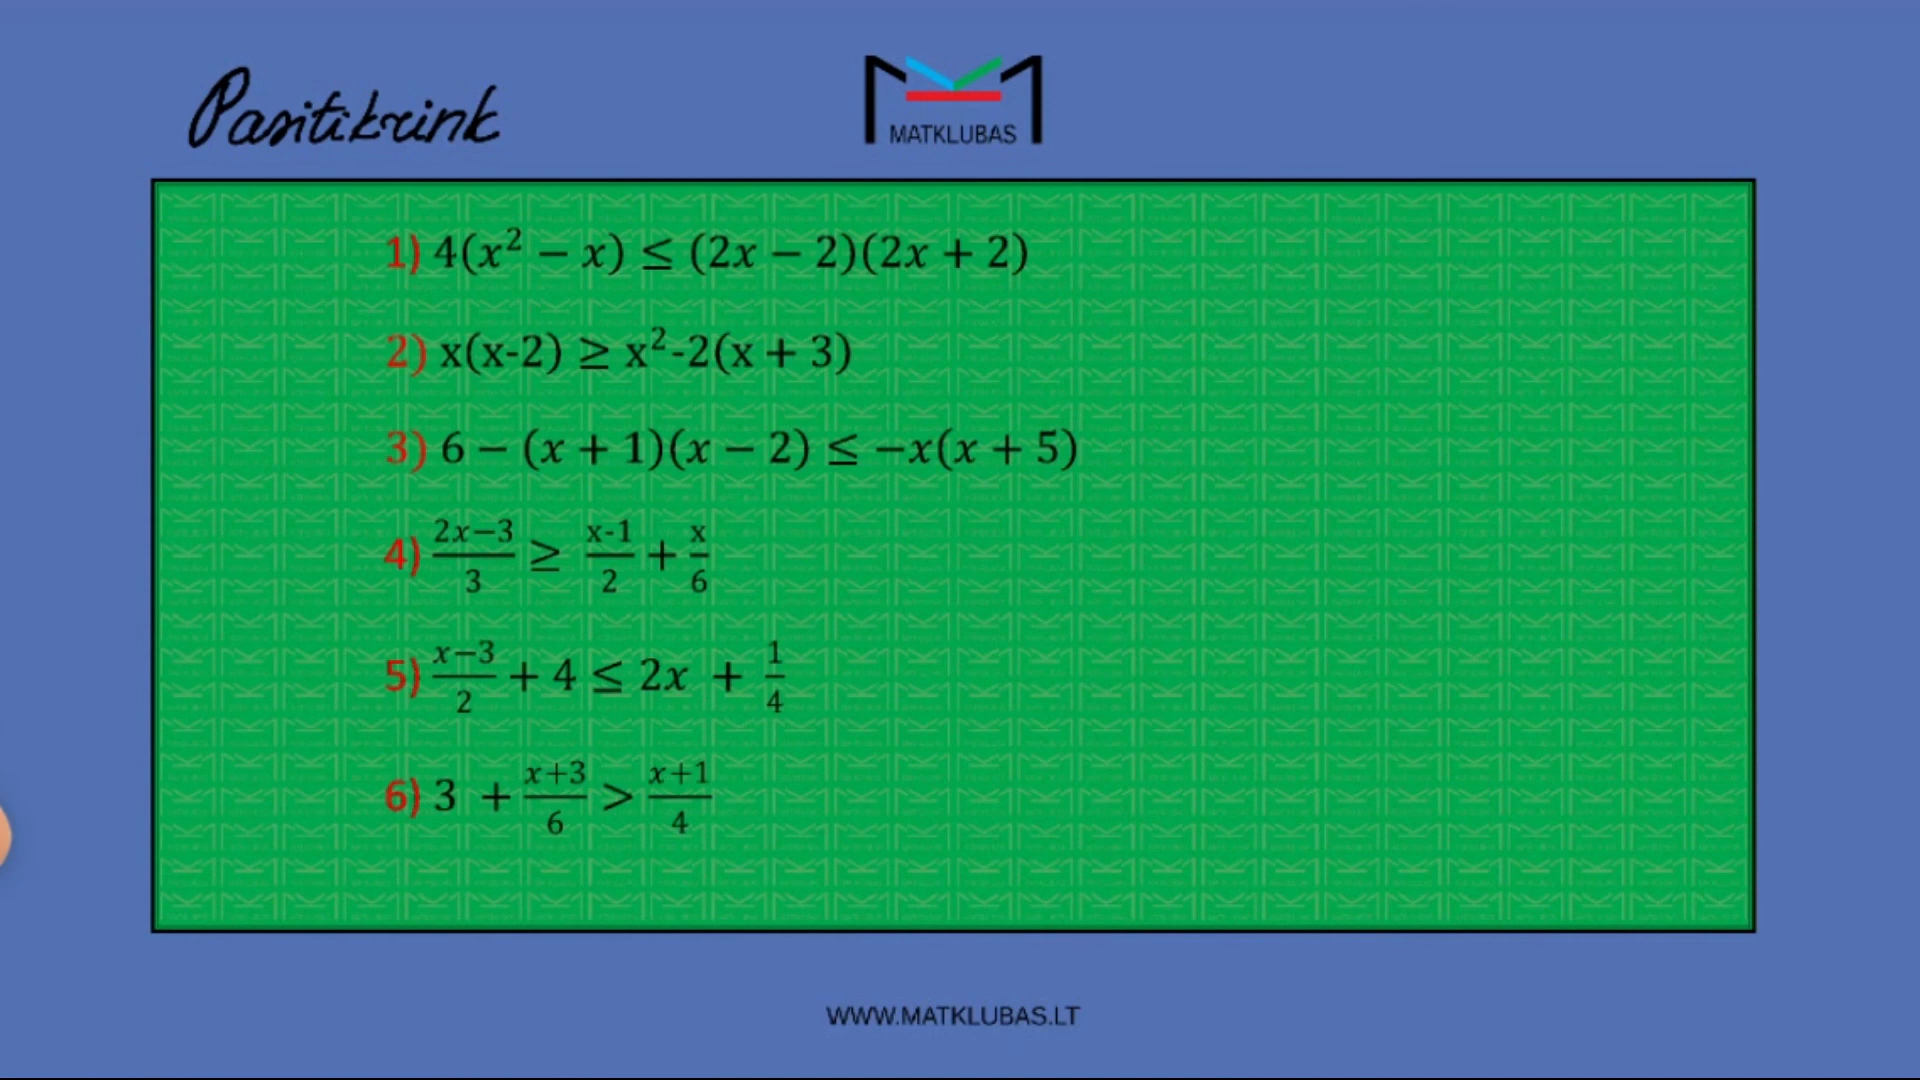 Pasitikrink
MATKLUBAS
1) 4(x² − x) ≤ (2x − 2)(2x + 2)
2) x(x-2) ≥ x²-2(x + 3)
3) 6 − (x + 1)(x − 2) ≤ −x(x + 5)
4) (2x−3)/3 ≥ (x-1)/2 + x/6
5) (x−3)/2 + 4 ≤ 2x + 1/4
6) 3 + (x+3)/6 > (x+1)/4
WWW.MATKLUBAS.LT